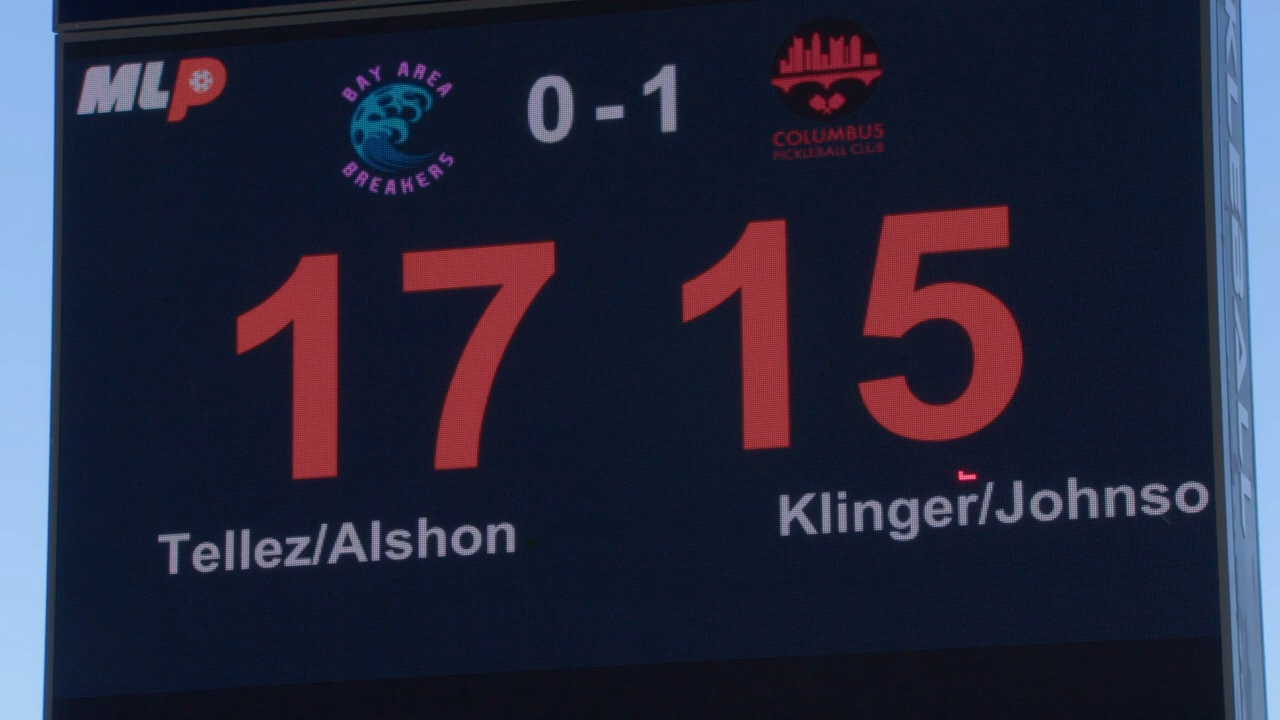 MLP
BAY AREA
BREAKERS
0 - 1
COLUMBUS
PICKLEBALL CLUB
17
15
Tellez/Alshon
Klinger/Johnso